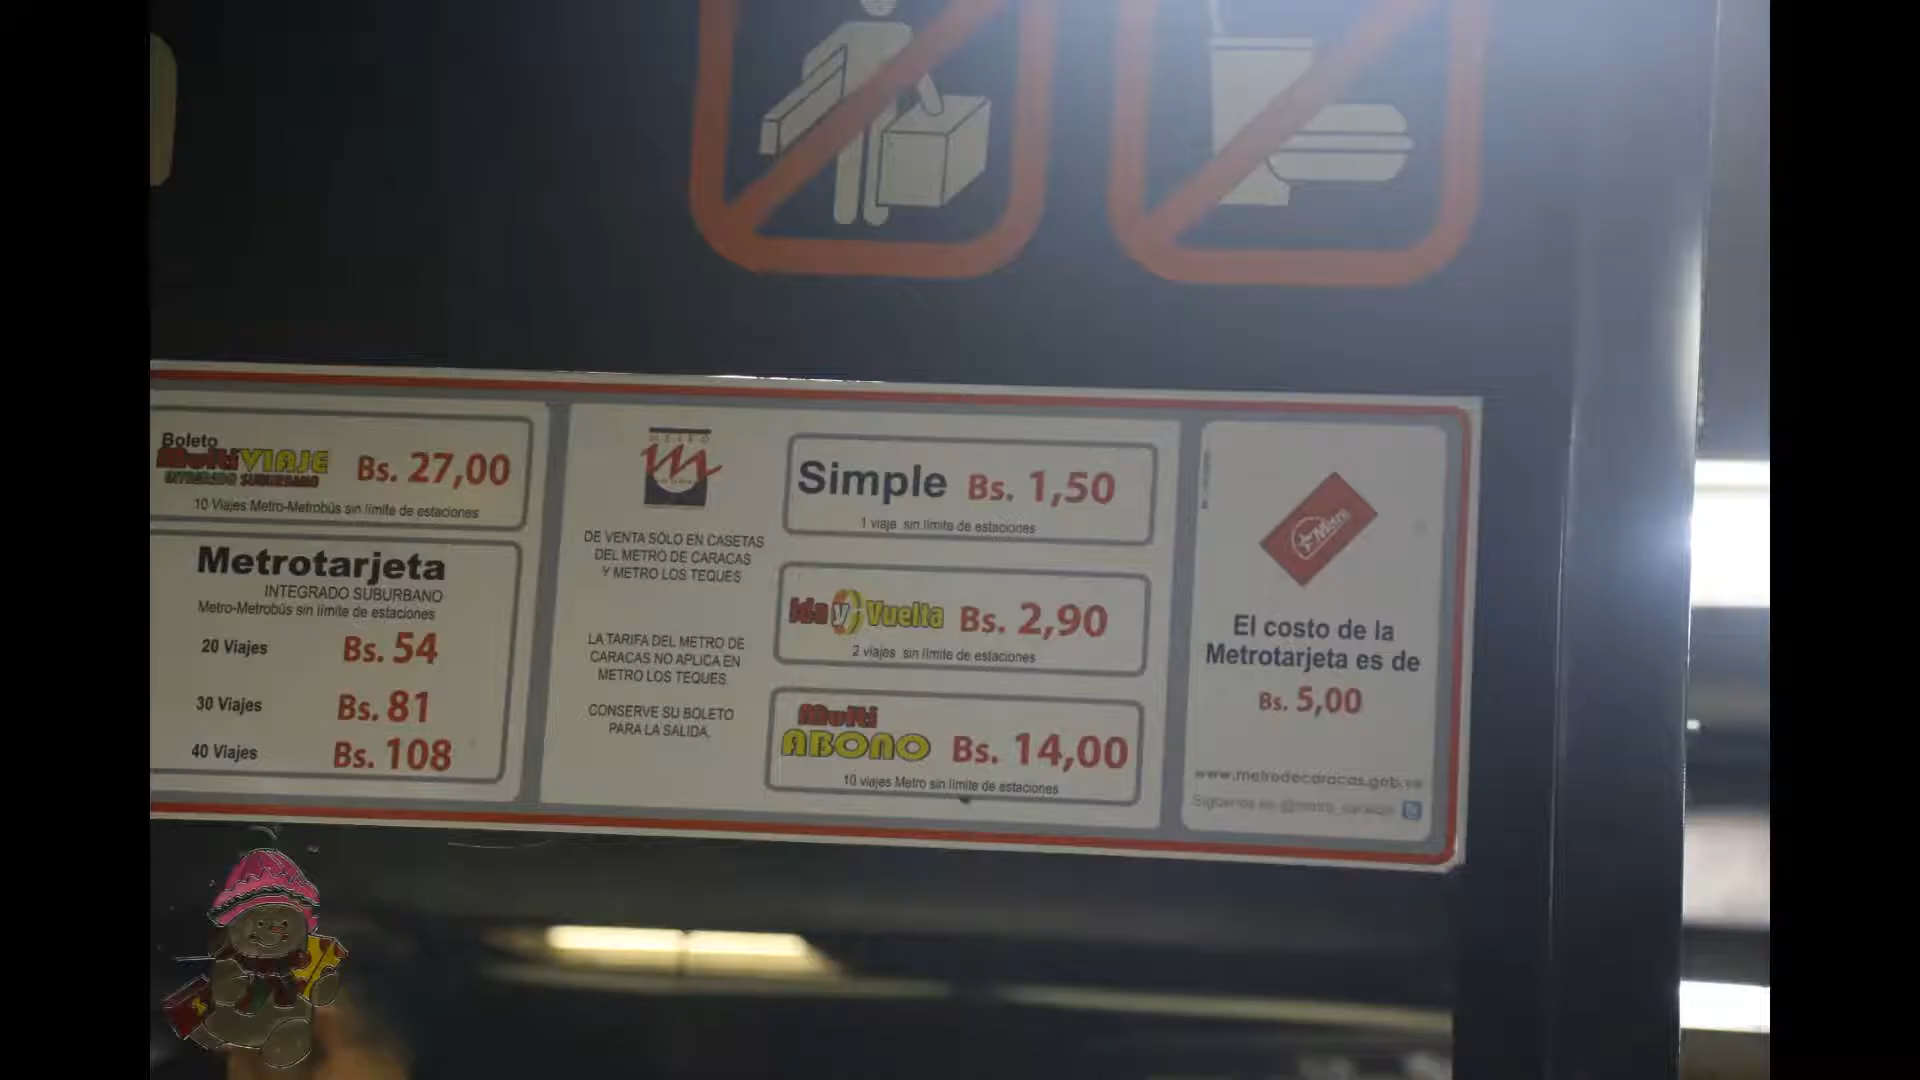 Boleto
MultiVIAJE
INTEGRADO SUBURBANO
Bs. 27,00
10 Viajes Metro-Metrobús sin límite de estaciones
Metrotarjeta
INTEGRADO SUBURBANO
Metro-Metrobús sin límite de estaciones
20 Viajes Bs. 54
30 Viajes Bs. 81
40 Viajes Bs. 108
METRO
DE VENTA SÓLO EN CASETAS
DEL METRO DE CARACAS
Y METRO LOS TEQUES
LA TARIFA DEL METRO DE
CARACAS NO APLICA EN
METRO LOS TEQUES.
CONSERVE SU BOLETO
PARA LA SALIDA.
Simple Bs. 1,50
1 viaje sin límite de estaciones
Ida y Vuelta Bs. 2,90
2 viajes sin límite de estaciones
Multi
ABONO Bs. 14,00
10 viajes Metro sin límite de estaciones
Metro
El costo de la
Metrotarjeta es de
Bs. 5,00
www.metrodecaracas.gob.ve
Síguenos en @metro_caracas